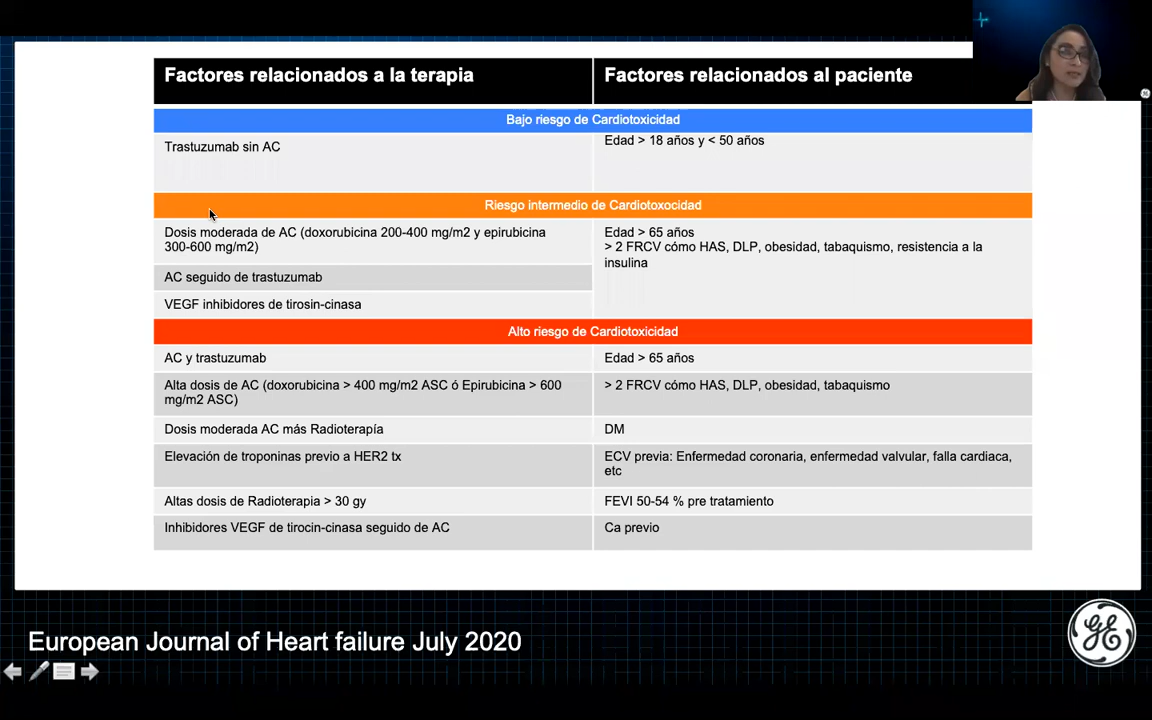 Factores relacionados a la terapia
Factores relacionados al paciente
Bajo riesgo de Cardiotoxicidad
Trastuzumab sin AC
Edad > 18 años y < 50 años
Riesgo intermedio de Cardiotoxocidad
Dosis moderada de AC (doxorubicina 200-400 mg/m2 y epirubicina
300-600 mg/m2)
Edad > 65 años
> 2 FRCV cómo HAS, DLP, obesidad, tabaquismo, resistencia a la
insulina
AC seguido de trastuzumab
VEGF inhibidores de tirosin-cinasa
Alto riesgo de Cardiotoxicidad
AC y trastuzumab
Edad > 65 años
Alta dosis de AC (doxorubicina > 400 mg/m2 ASC ó Epirubicina > 600
mg/m2 ASC)
> 2 FRCV cómo HAS, DLP, obesidad, tabaquismo
Dosis moderada AC más Radioterapía
DM
Elevación de troponinas previo a HER2 tx
ECV previa: Enfermedad coronaria, enfermedad valvular, falla cardiaca,
etc
Altas dosis de Radioterapia > 30 gy
FEVI 50-54 % pre tratamiento
Inhibidores VEGF de tirocin-cinasa seguido de AC
Ca previo
European Journal of Heart failure July 2020
GE